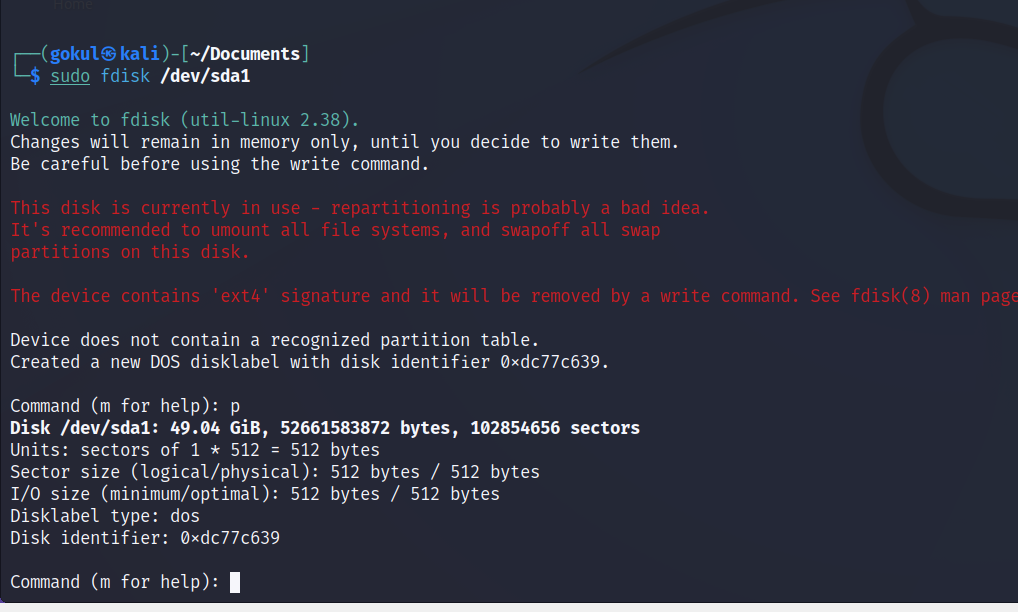 Home
┌──(gokul㉿kali)-[~/Documents]
└─$ sudo fdisk /dev/sda1
Welcome to fdisk (util-linux 2.38).
Changes will remain in memory only, until you decide to write them.
Be careful before using the write command.
This disk is currently in use - repartitioning is probably a bad idea.
It's recommended to umount all file systems, and swapoff all swap
partitions on this disk.
The device contains 'ext4' signature and it will be removed by a write command. See fdisk(8) man page
Device does not contain a recognized partition table.
Created a new DOS disklabel with disk identifier 0×dc77c639.
Command (m for help): p
Disk /dev/sda1: 49.04 GiB, 52661583872 bytes, 102854656 sectors
Units: sectors of 1 * 512 = 512 bytes
Sector size (logical/physical): 512 bytes / 512 bytes
I/O size (minimum/optimal): 512 bytes / 512 bytes
Disklabel type: dos
Disk identifier: 0×dc77c639
Command (m for help):